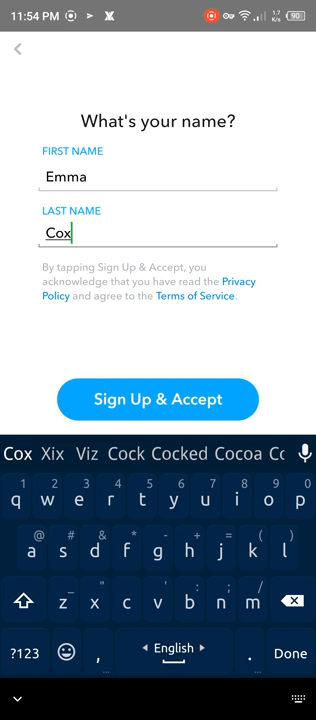 11:54 PM 1.7 K/s 90
What's your name?
FIRST NAME
Emma
LAST NAME
Cox
By tapping Sign Up & Accept, you
acknowledge that you have read the Privacy
Policy and agree to the Terms of Service.
Sign Up & Accept
Cox Xix Viz Cock Cocked Cocoa Cc
1 2 3 4 5 6 7 8 9 0
q w e r t y u i o p
@ # & * - + = ( )
a s d f g h j k l
_ " ' : ; /
z x c v b n m
?123 , English . Done